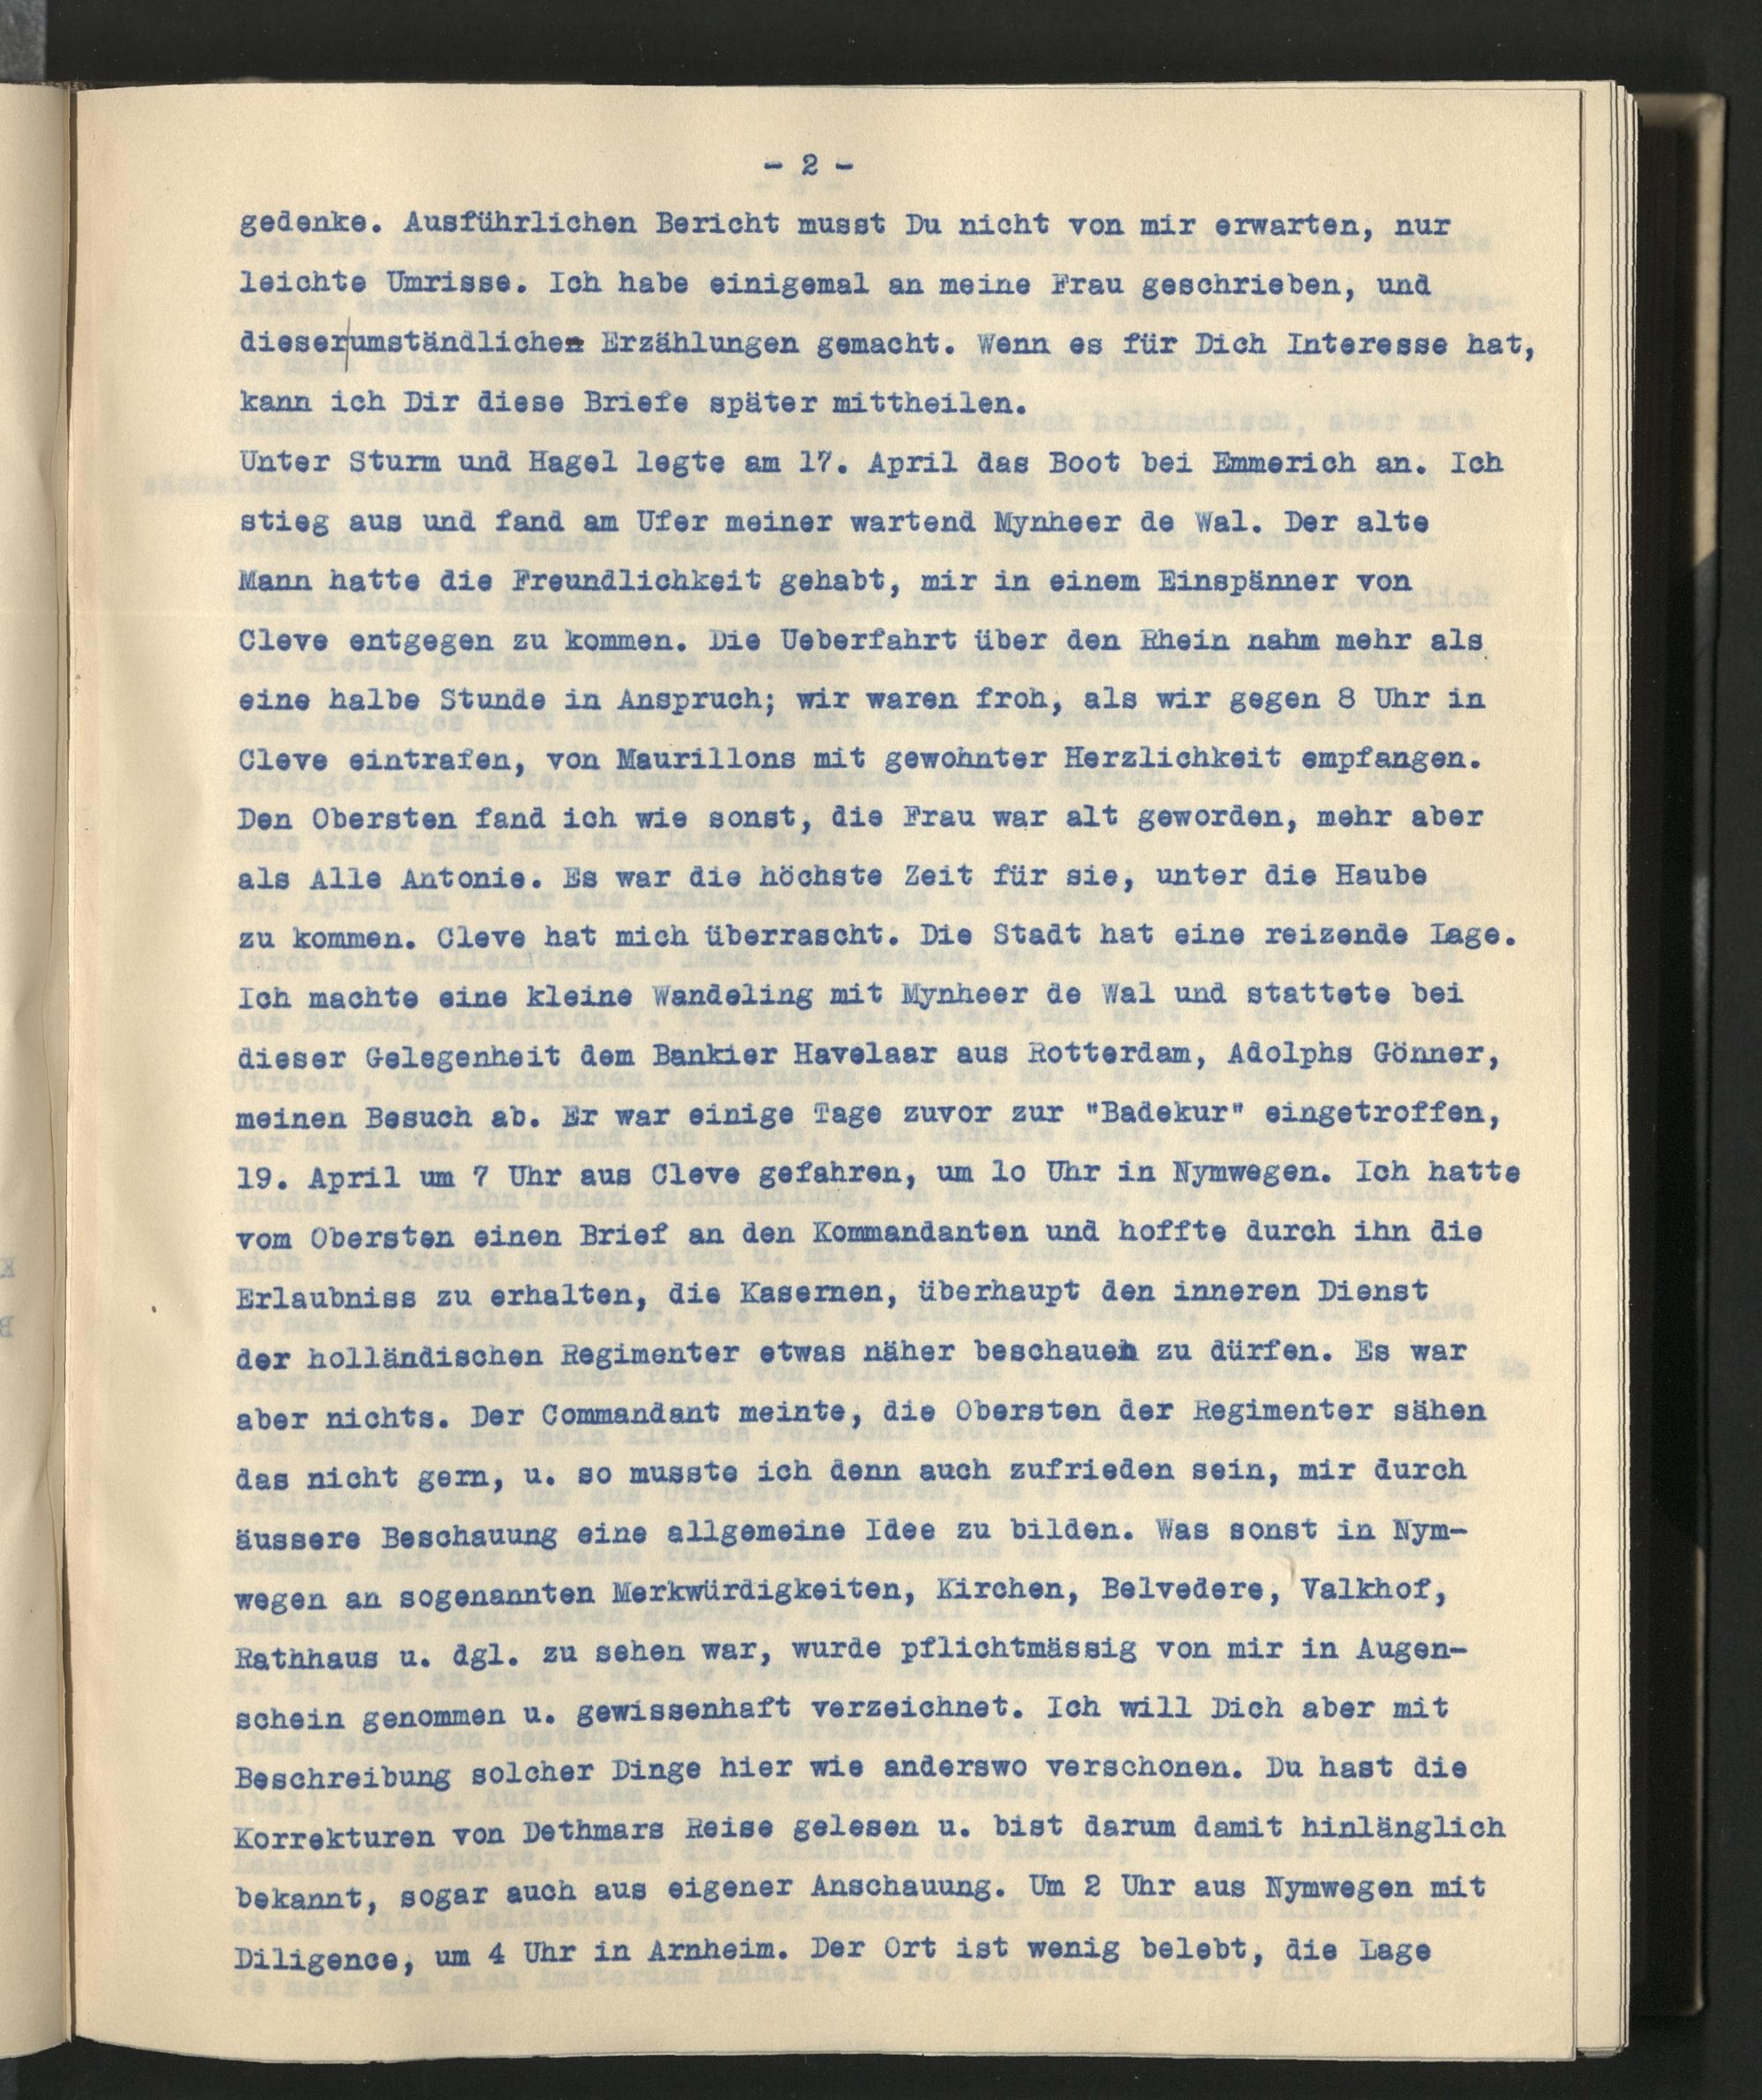 - 2 -
gedenke. Ausführlichen Bericht musst Du nicht von mir erwarten, nur
leichte Umrisse. Ich habe einigemal an meine Frau geschrieben, und
dieser|umständliche Erzählungen gemacht. Wenn es für Dich Interesse hat,
kann ich Dir diese Briefe später mittheilen.
Unter Sturm und Hagel legte am 17. April das Boot bei Emmerich an. Ich
stieg aus und fand am Ufer meiner wartend Mynheer de Wal. Der alte
Mann hatte die Freundlichkeit gehabt, mir in einem Einspänner von
Cleve entgegen zu kommen. Die Ueberfahrt über den Rhein nahm mehr als
eine halbe Stunde in Anspruch; wir waren froh, als wir gegen 8 Uhr in
Cleve eintrafen, von Maurillons mit gewohnter Herzlichkeit empfangen.
Den Obersten fand ich wie sonst, die Frau war alt geworden, mehr aber
als Alle Antonie. Es war die höchste Zeit für sie, unter die Haube
zu kommen. Cleve hat mich überrascht. Die Stadt hat eine reizende Lage.
Ich machte eine kleine Wandeling mit Mynheer de Wal und stattete bei
dieser Gelegenheit dem Bankier Havelaar aus Rotterdam, Adolphs Gönner,
meinen Besuch ab. Er war einige Tage zuvor zur "Badekur" eingetroffen,
19. April um 7 Uhr aus Cleve gefahren, um 1o Uhr in Nymwegen. Ich hatte
vom Obersten einen Brief an den Kommandanten und hoffte durch ihn die
Erlaubniss zu erhalten, die Kasernen, überhaupt den inneren Dienst
der holländischen Regimenter etwas näher beschauen zu dürfen. Es war
aber nichts. Der Commandant meinte, die Obersten der Regimenter sähen
das nicht gern, u. so musste ich denn auch zufrieden sein, mir durch
äussere Beschauung eine allgemeine Idee zu bilden. Was sonst in Nym-
wegen an sogenannten Merkwürdigkeiten, Kirchen, Belvedere, Valkhof,
Rathhaus u. dgl. zu sehen war, wurde pflichtmässig von mir in Augen-
schein genommen u. gewissenhaft verzeichnet. Ich will Dich aber mit
Beschreibung solcher Dinge hier wie anderswo verschonen. Du hast die
Korrekturen von Dethmars Reise gelesen u. bist darum damit hinlänglich
bekannt, sogar auch aus eigener Anschauung. Um 2 Uhr aus Nymwegen mit
Diligence, um 4 Uhr in Arnheim. Der Ort ist wenig belebt, die Lage